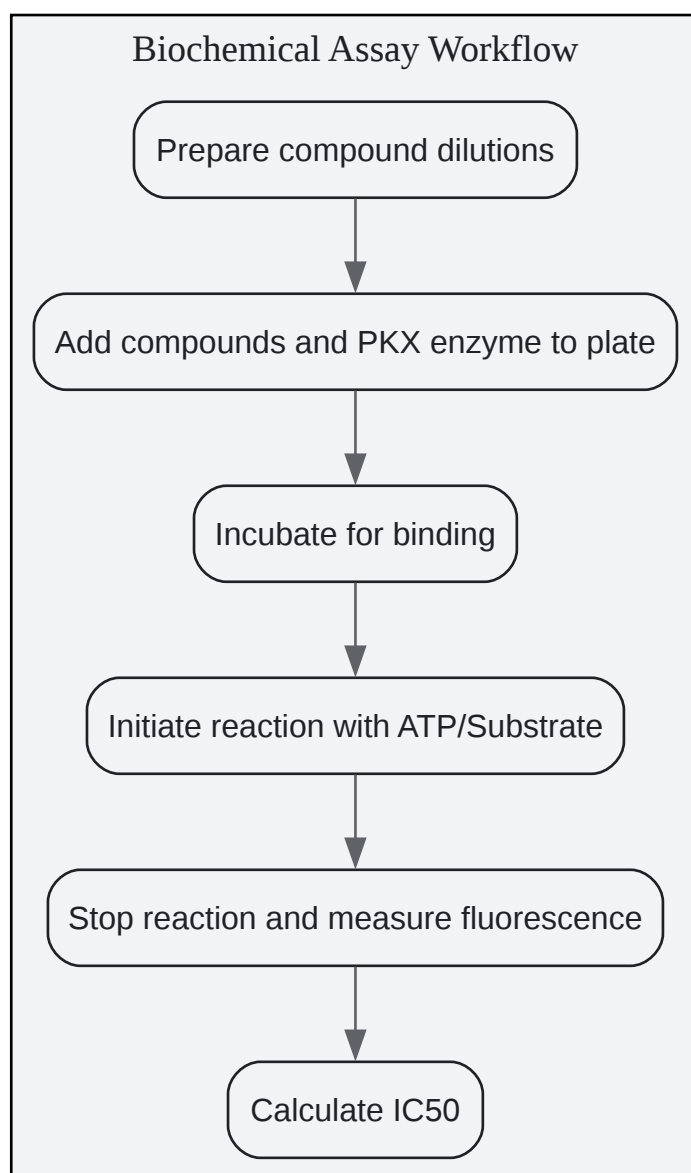 Biochemical Assay Workflow
Prepare compound dilutions
Add compounds and PKX enzyme to plate
Incubate for binding
Initiate reaction with ATP/Substrate
Stop reaction and measure fluorescence
Calculate IC50